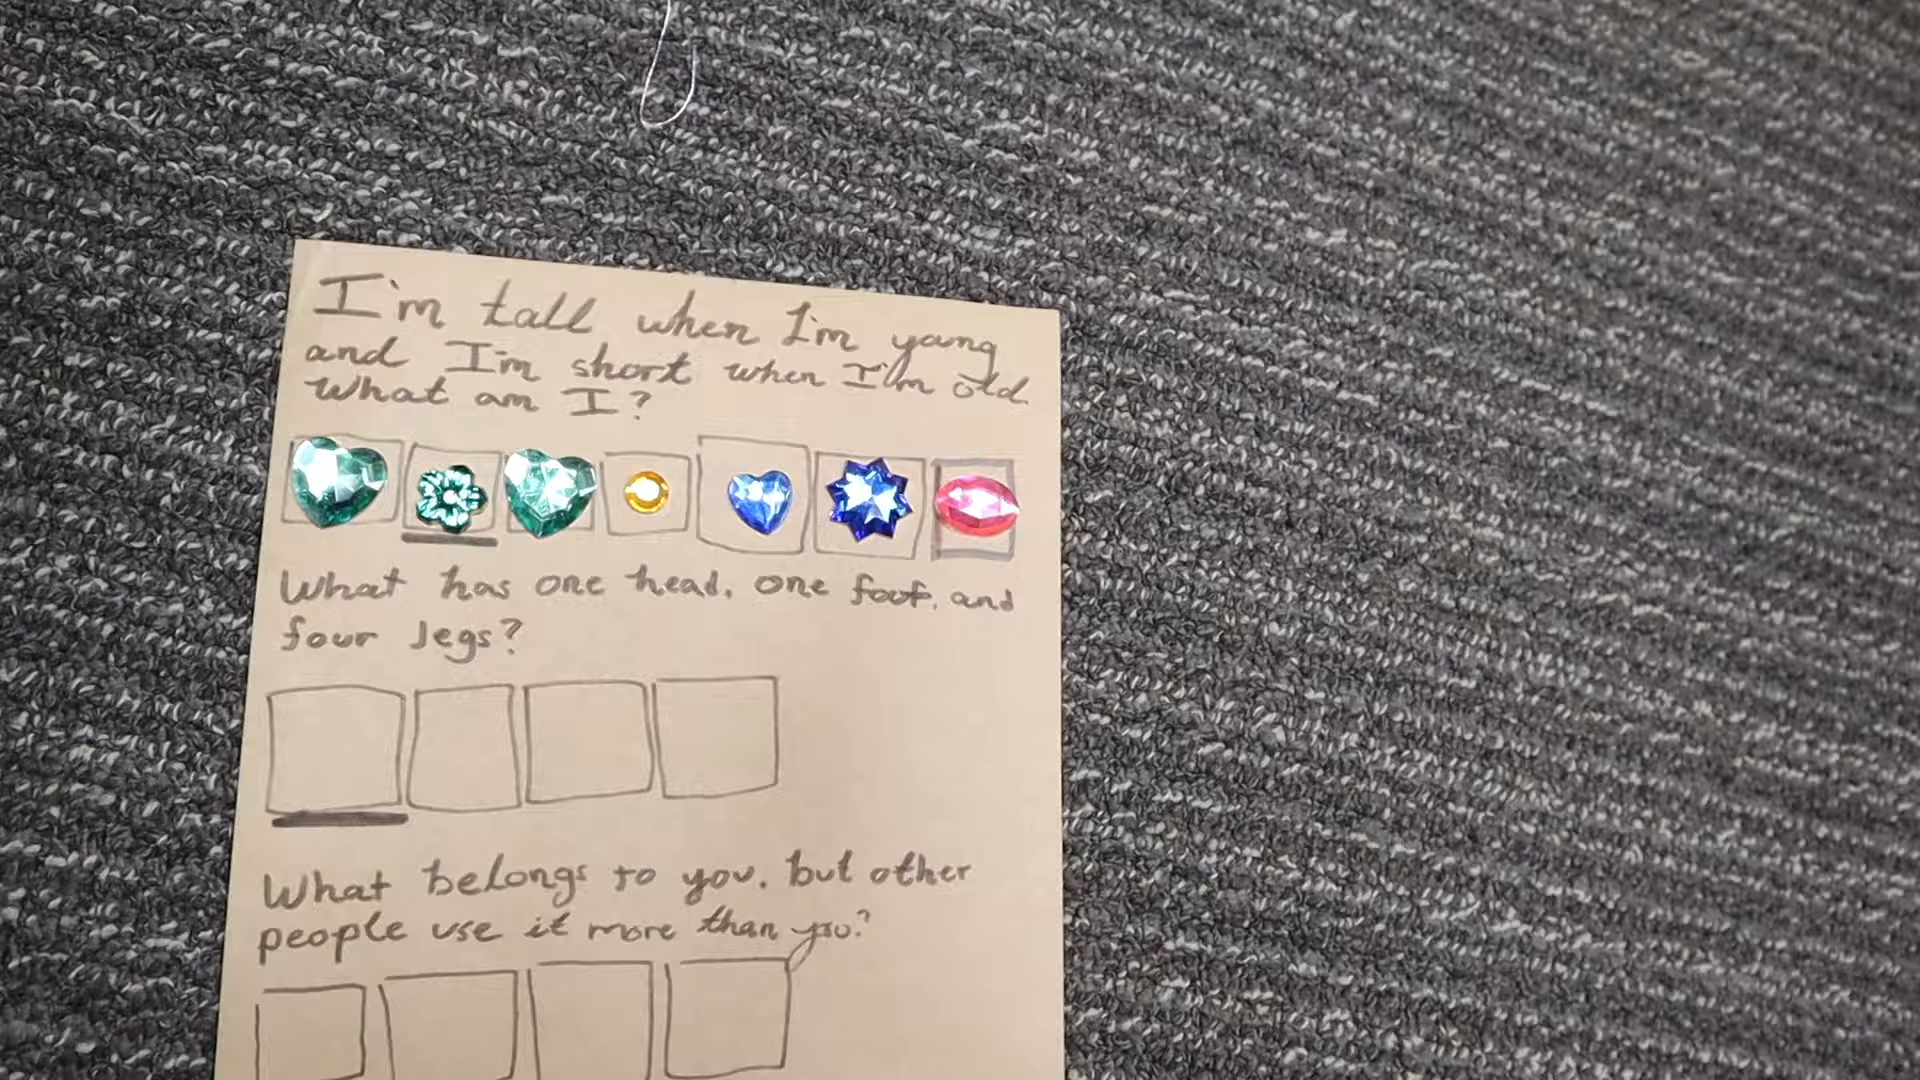 I'm tall when I'm yang
and I'm short when I'm old
What am I?
What has one head, one foot, and
four legs?
What belongs to you, but other
people use it more than you?